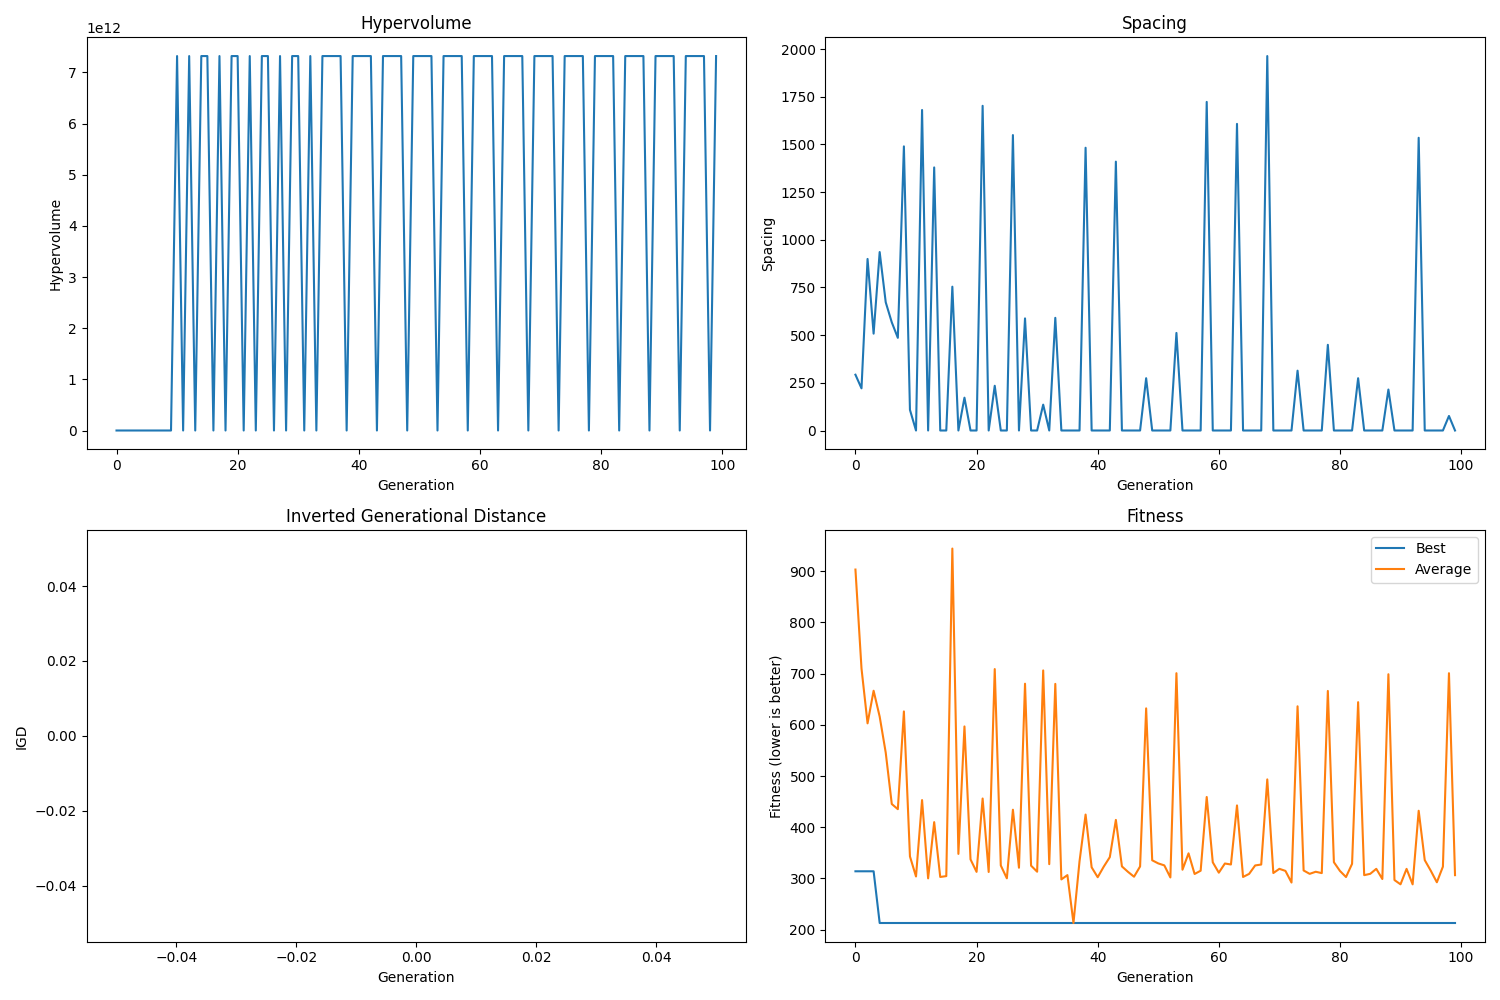 Hypervolume
1e12
7
6
5
4
3
2
1
0
Hypervolume
0 20 40 60 80 100
Generation
Spacing
2000
1750
1500
1250
1000
750
500
250
0
Spacing
0 20 40 60 80 100
Generation
Inverted Generational Distance
0.04
0.02
0.00
−0.02
−0.04
IGD
−0.04 −0.02 0.00 0.02 0.04
Generation
Fitness
Best
Average
900
800
700
600
500
400
300
200
Fitness (lower is better)
0 20 40 60 80 100
Generation